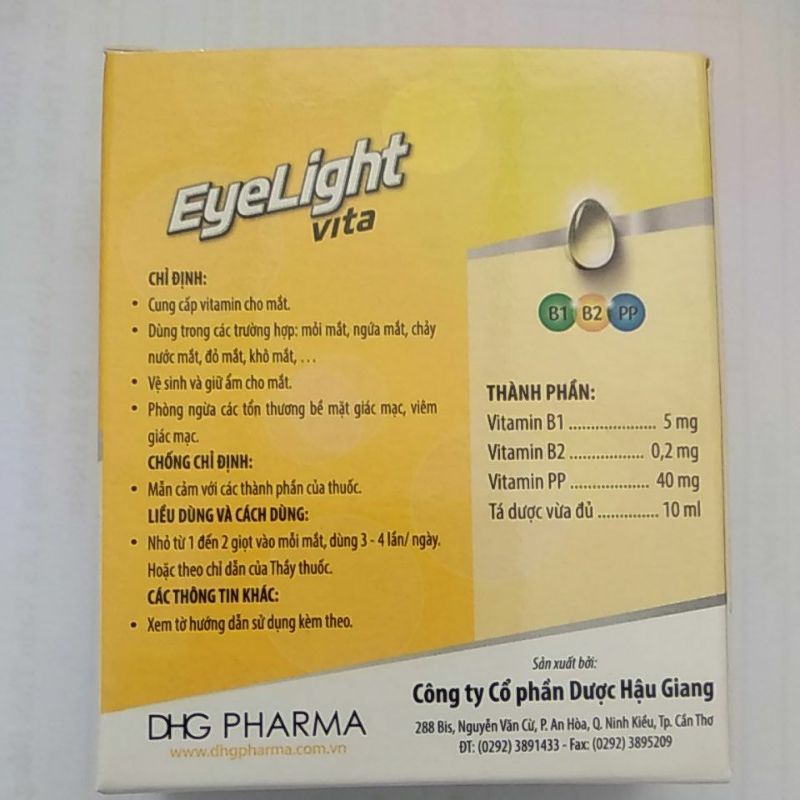 EyeLight
vita
CHỈ ĐỊNH:
• Cung cấp vitamin cho mắt.
• Dùng trong các trường hợp: mỏi mắt, ngứa mắt, chảy
nước mắt, đỏ mắt, khô mắt, ...
• Vệ sinh và giữ ẩm cho mắt.
• Phòng ngừa các tổn thương bề mặt giác mạc, viêm
giác mạc.
CHỐNG CHỈ ĐỊNH:
• Mẫn cảm với các thành phần của thuốc.
LIỀU DÙNG VÀ CÁCH DÙNG:
• Nhỏ từ 1 đến 2 giọt vào mỗi mắt, dùng 3 - 4 lần/ ngày.
Hoặc theo chỉ dẫn của Thầy thuốc.
CÁC THÔNG TIN KHÁC:
• Xem tờ hướng dẫn sử dụng kèm theo.
B1 B2 PP
THÀNH PHẦN:
Vitamin B1 .................... 5 mg
Vitamin B2 ................. 0,2 mg
Vitamin PP .................. 40 mg
Tá dược vừa đủ .............. 10 ml
DHG PHARMA
www.dhgpharma.com.vn
Sản xuất bởi:
Công ty Cổ phần Dược Hậu Giang
288 Bis, Nguyễn Văn Cừ, P. An Hòa, Q. Ninh Kiều, Tp. Cần Thơ
ĐT: (0292) 3891433 - Fax: (0292) 3895209